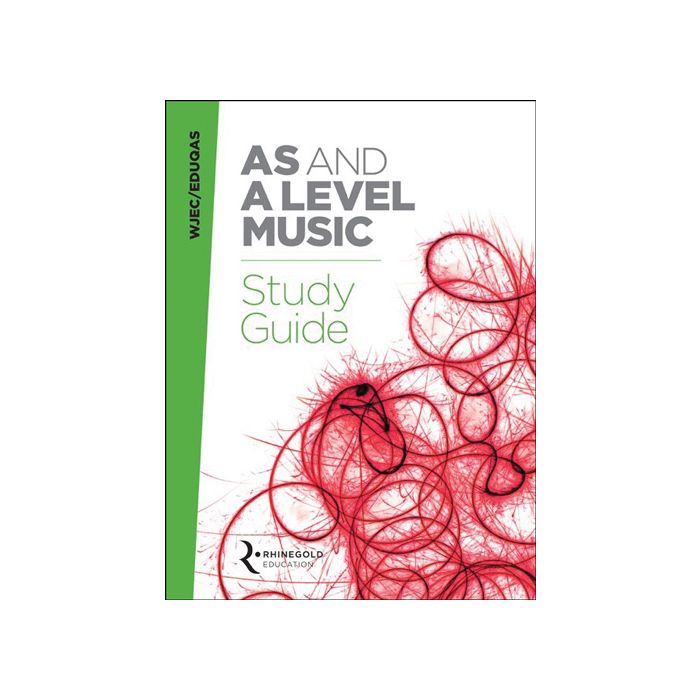 WJEC/EDUQAS
AS AND
A LEVEL
MUSIC
Study
Guide
RHINEGOLD
EDUCATION